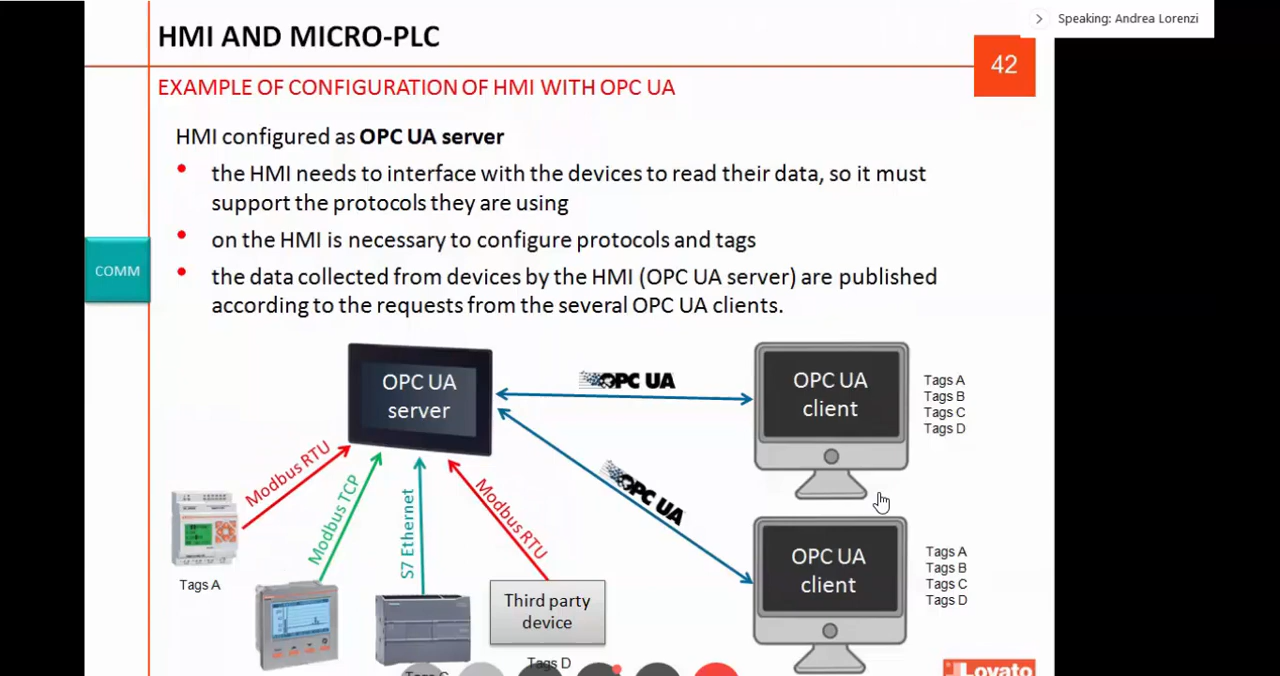 Speaking: Andrea Lorenzi
HMI AND MICRO-PLC
42
EXAMPLE OF CONFIGURATION OF HMI WITH OPC UA
HMI configured as OPC UA server
the HMI needs to interface with the devices to read their data, so it must
support the protocols they are using
on the HMI is necessary to configure protocols and tags
COMM
the data collected from devices by the HMI (OPC UA server) are published
according to the requests from the several OPC UA clients.
OPC UA
server
OPC UA
OPC UA
client
Tags A
Tags B
Tags C
Tags D
Modbus RTU
Modbus TCP
S7 Ethernet
Modbus RTU
OPC UA
Tags A
Third party
device
Tags D
OPC UA
client
Tags A
Tags B
Tags C
Tags D
Lovato